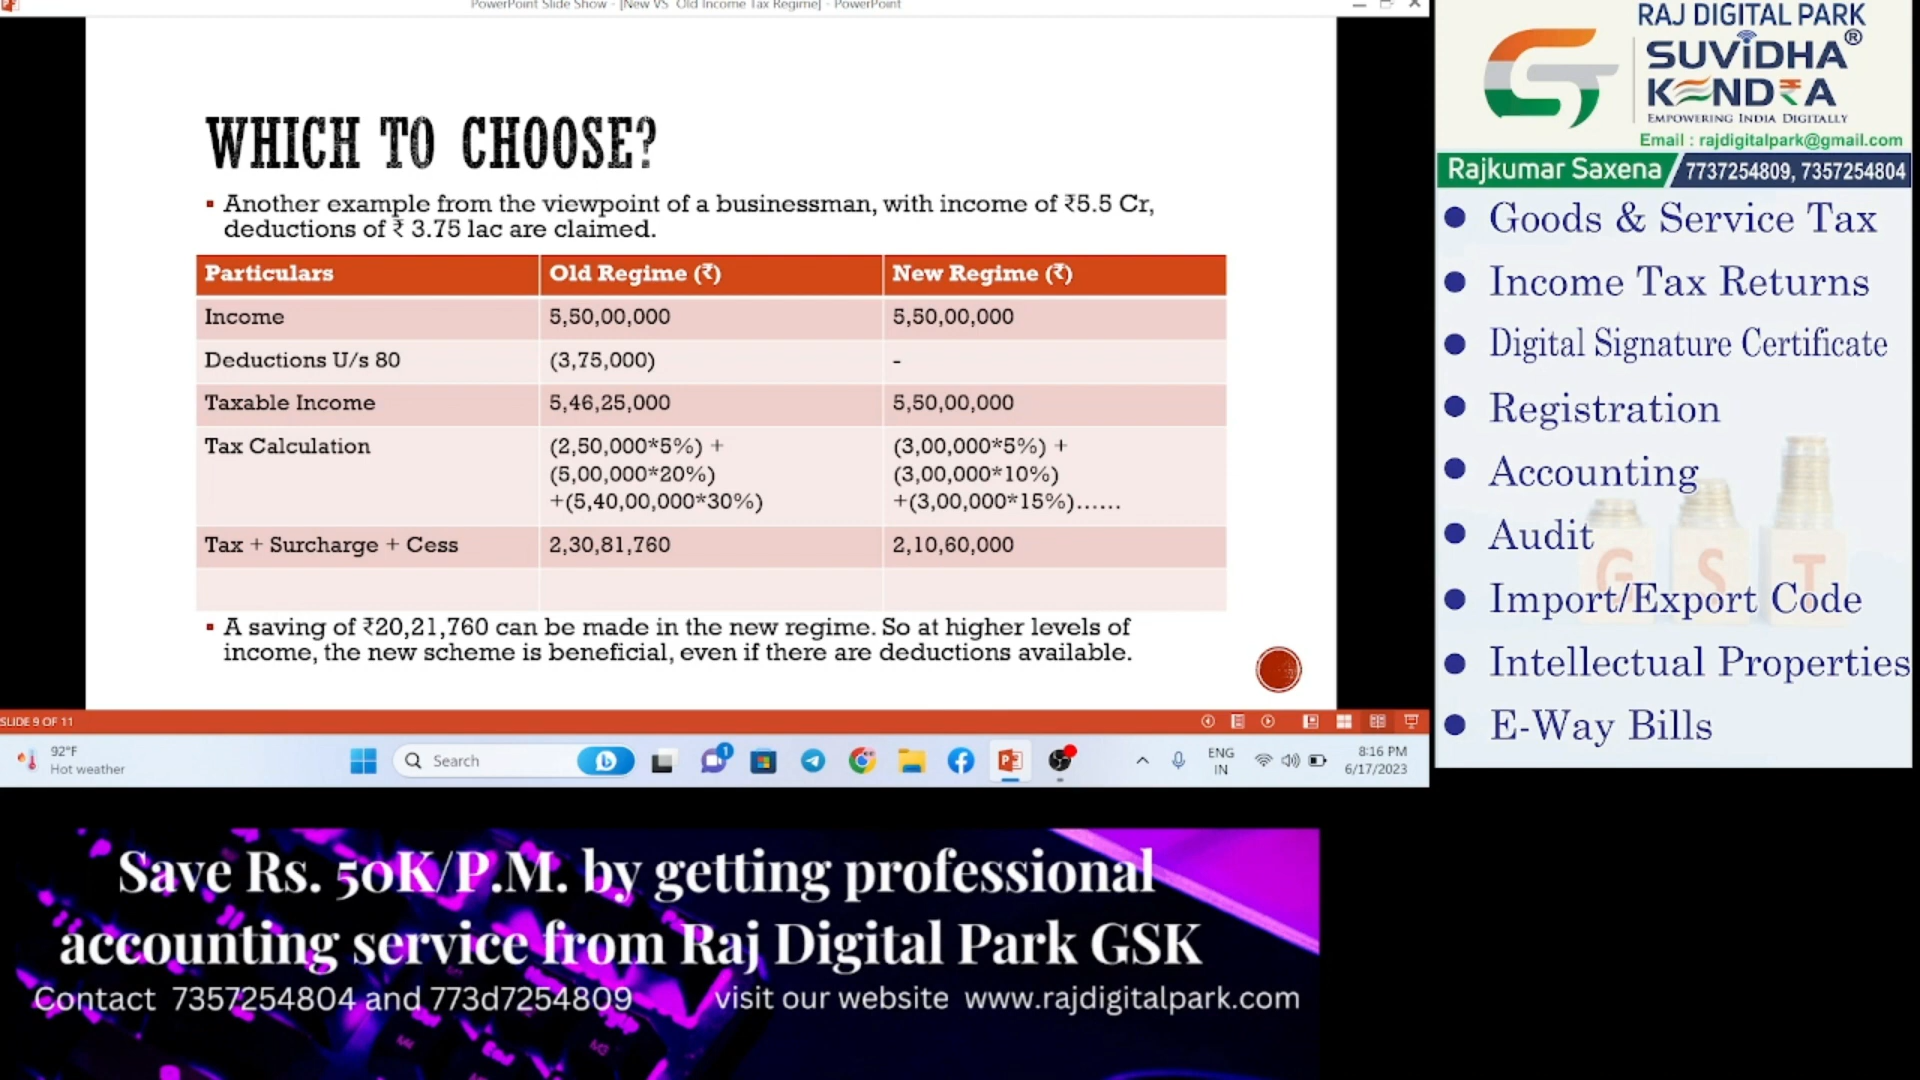 PowerPoint Slide Show - [New VS Old Income Tax Regime] - PowerPoint
WHICH TO CHOOSE?
▪ Another example from the viewpoint of a businessman, with income of ₹5.5 Cr,
deductions of ₹ 3.75 lac are claimed.
Particulars Old Regime (₹) New Regime (₹)
Income 5,50,00,000 5,50,00,000
Deductions U/s 80 (3,75,000) -
Taxable Income 5,46,25,000 5,50,00,000
Tax Calculation (2,50,000*5%) + (3,00,000*5%) +
(5,00,000*20%) (3,00,000*10%)
+(5,40,00,000*30%) +(3,00,000*15%)......
Tax + Surcharge + Cess 2,30,81,760 2,10,60,000
▪ A saving of ₹20,21,760 can be made in the new regime. So at higher levels of
income, the new scheme is beneficial, even if there are deductions available.
SLIDE 9 OF 11
92°F
Hot weather
Search
1
ENG
IN
8:16 PM
6/17/2023
RAJ DIGITAL PARK
SUViDHA®
KENDRA
EMPOWERING INDIA DIGITALLY
Email : rajdigitalpark@gmail.com
Rajkumar Saxena / 7737254809, 7357254804
● Goods & Service Tax
● Income Tax Returns
● Digital Signature Certificate
● Registration
● Accounting
● Audit
● Import/Export Code
● Intellectual Properties
● E-Way Bills
G S T
Save Rs. 50K/P.M. by getting professional
accounting service from Raj Digital Park GSK
Contact 7357254804 and 773d7254809 visit our website www.rajdigitalpark.com
End